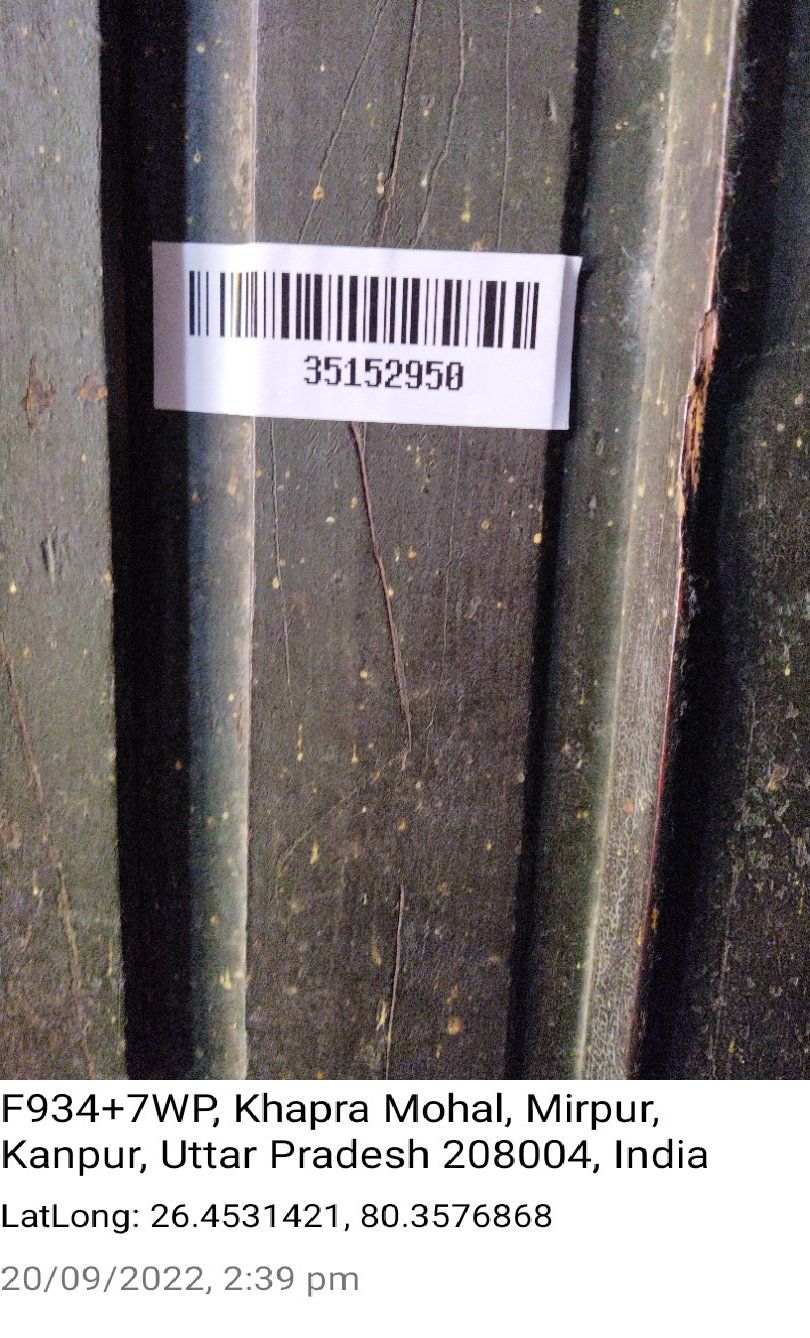 35152950
F934+7WP, Khapra Mohal, Mirpur,
Kanpur, Uttar Pradesh 208004, India
LatLong: 26.4531421, 80.3576868
20/09/2022, 2:39 pm